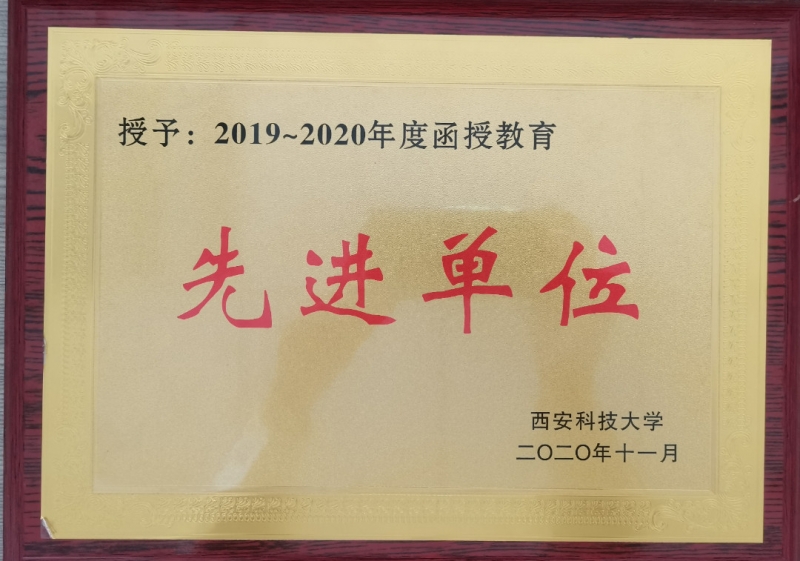 授予：2019~2020年度函授教育
先进单位
西安科技大学
二〇二〇年十一月